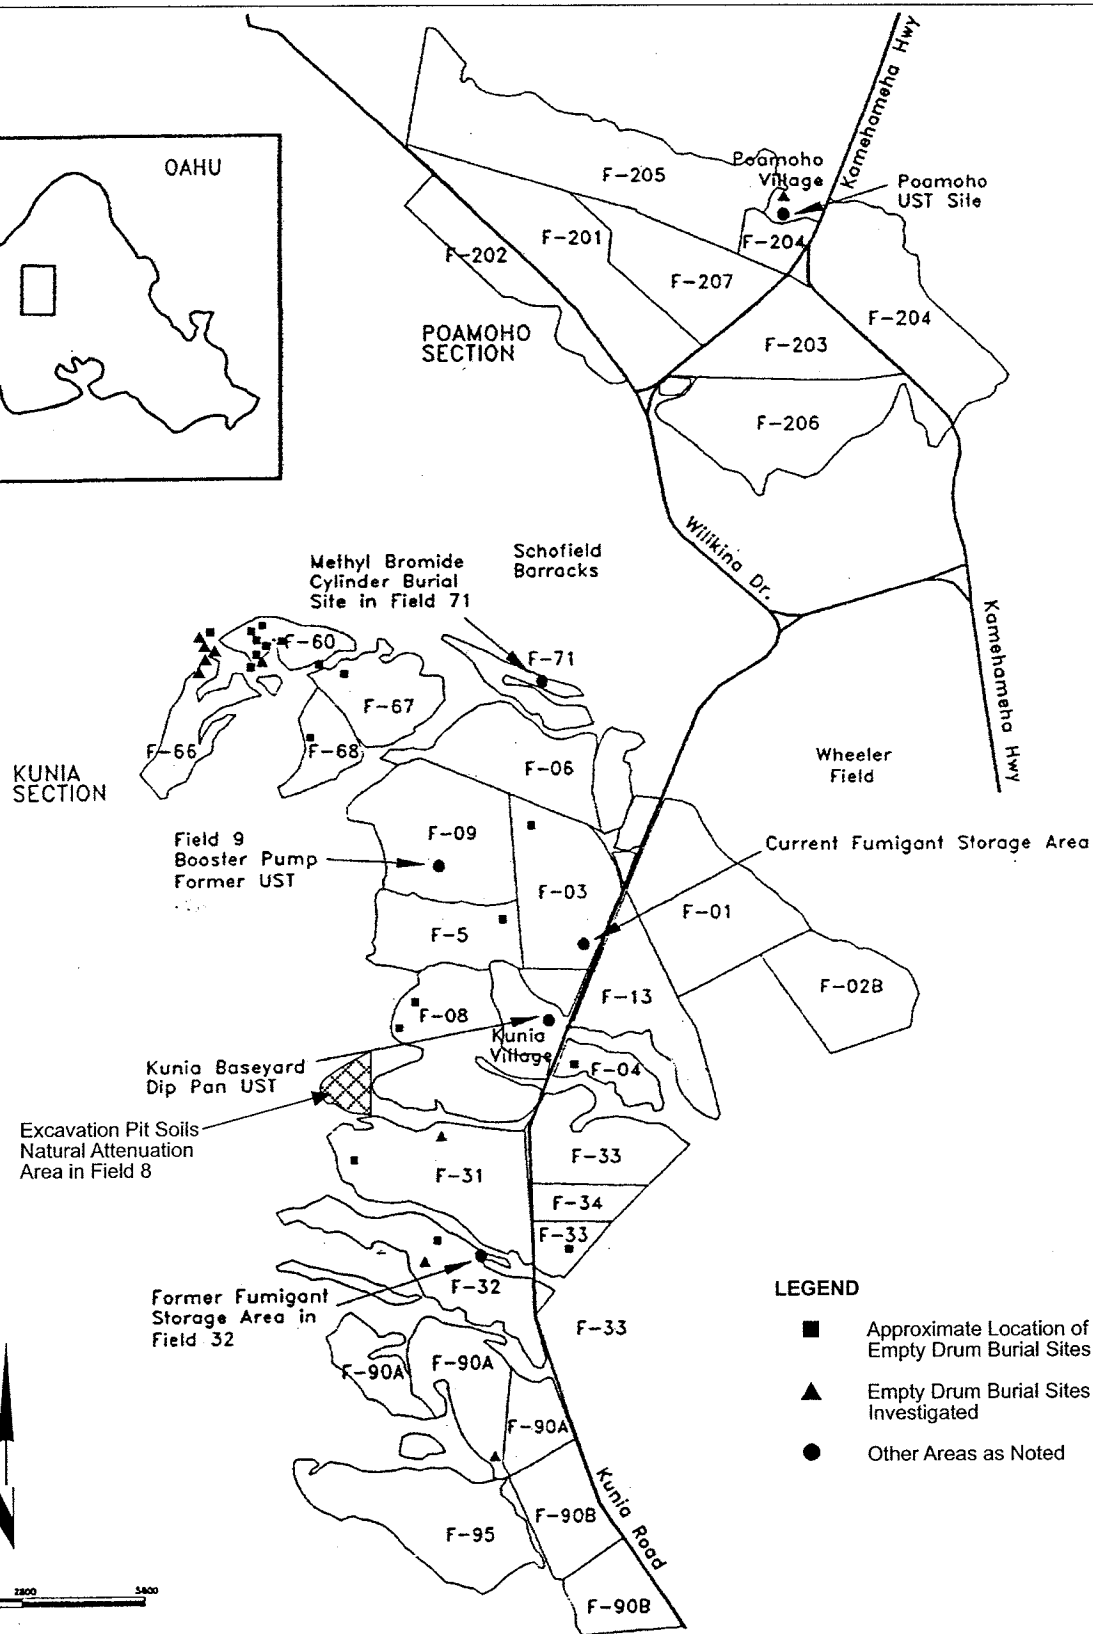 OAHU
Kamehameha Hwy
F-205
Poamoho
Village
Poamoho
UST Site
F-204
F-201
F-202
F-207
F-204
POAMOHO
SECTION
F-203
F-206
Wilikina Dr.
Schofield
Barracks
Methyl Bromide
Cylinder Burial
Site in Field 71
Kamehameha Hwy
F-60
F-71
F-67
F-66
F-68
KUNIA
SECTION
F-06
Wheeler
Field
F-09
Field 9
Booster Pump
Former UST
Current Fumigant Storage Area
F-03
F-01
F-5
F-02B
F-13
F-08
Kunia
Village
Kunia Baseyard
Dip Pan UST
F-04
Excavation Pit Soils
Natural Attenuation
Area in Field 8
F-33
F-31
F-34
F-33
F-32
Former Fumigant
Storage Area in
Field 32
F-33
LEGEND
Approximate Location of
Empty Drum Burial Sites
Empty Drum Burial Sites
Investigated
Other Areas as Noted
F-90A
F-90A
F-90A
Kunia Road
F-90B
F-95
F-90B
2800
5600